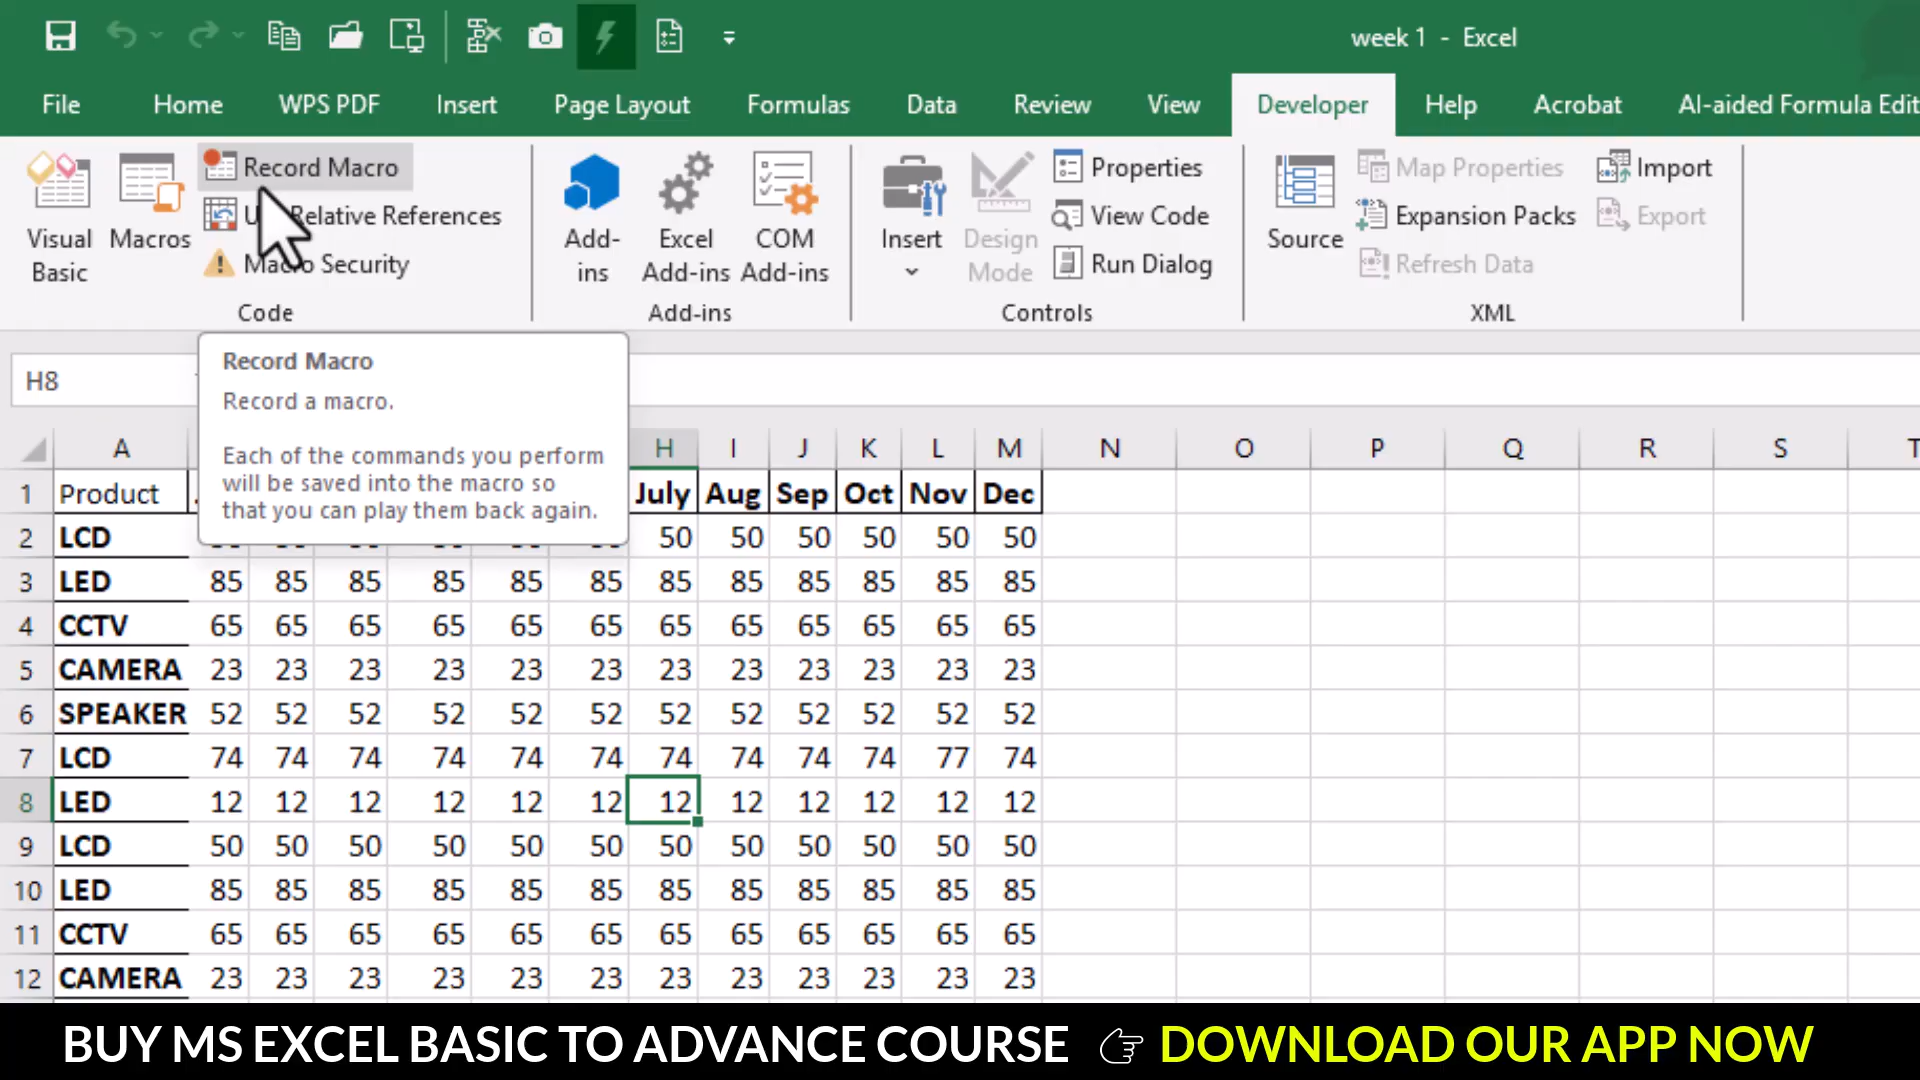 week 1 - Excel
File Home WPS PDF Insert Page Layout Formulas Data Review View Developer Help Acrobat AI-aided Formula Edit
Visual Basic
Macros
Record Macro
Relative References
Security
Code
Add-ins
Excel Add-ins
COM Add-ins
Add-ins
Insert
Design Mode
Properties
View Code
Run Dialog
Controls
Source
Map Properties
Expansion Packs
Refresh Data
Import
Export
XML
H8
Record Macro
Record a macro.
Each of the commands you perform
will be saved into the macro so
that you can play them back again.
A H I J K L M N O P Q R S T
1 Product July Aug Sep Oct Nov Dec
2 LCD 50 50 50 50 50 50
3 LED 85 85 85 85 85 85 85 85 85 85 85 85
4 CCTV 65 65 65 65 65 65 65 65 65 65 65 65
5 CAMERA 23 23 23 23 23 23 23 23 23 23 23 23
6 SPEAKER 52 52 52 52 52 52 52 52 52 52 52 52
7 LCD 74 74 74 74 74 74 74 74 74 74 77 74
8 LED 12 12 12 12 12 12 12 12 12 12 12 12
9 LCD 50 50 50 50 50 50 50 50 50 50 50 50
10 LED 85 85 85 85 85 85 85 85 85 85 85 85
11 CCTV 65 65 65 65 65 65 65 65 65 65 65 65
12 CAMERA 23 23 23 23 23 23 23 23 23 23 23 23
BUY MS EXCEL BASIC TO ADVANCE COURSE DOWNLOAD OUR APP NOW